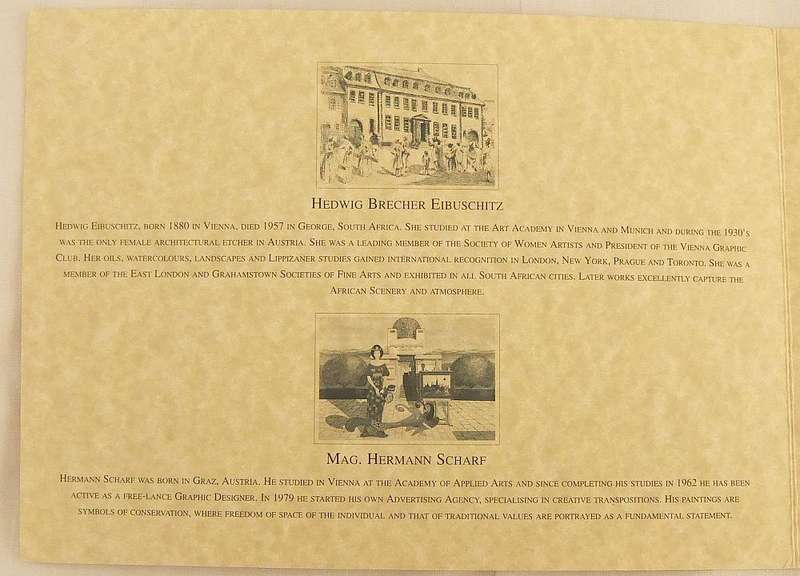 Hedwig Brecher Eibuschitz
Hedwig Eibuschitz, born 1880 in Vienna, died 1957 in George, South Africa. She studied at the Art Academy in Vienna and Munich and during the 1930's
was the only female architectural etcher in Austria. She was a leading member of the Society of Women Artists and President of the Vienna Graphic
Club. Her oils, watercolours, landscapes and Lippizaner studies gained international recognition in London, New York, Prague and Toronto. She was a
member of the East London and Grahamstown Societies of Fine Arts and exhibited in all South African cities. Later works excellently capture the
African Scenery and atmosphere.
Mag. Hermann Scharf
Hermann Scharf was born in Graz, Austria. He studied in Vienna at the Academy of Applied Arts and since completing his studies in 1962 he has been
active as a free-lance Graphic Designer. In 1979 he started his own Advertising Agency, specialising in creative transpositions. His paintings are
symbols of conservation, where freedom of space of the individual and that of traditional values are portrayed as a fundamental statement.